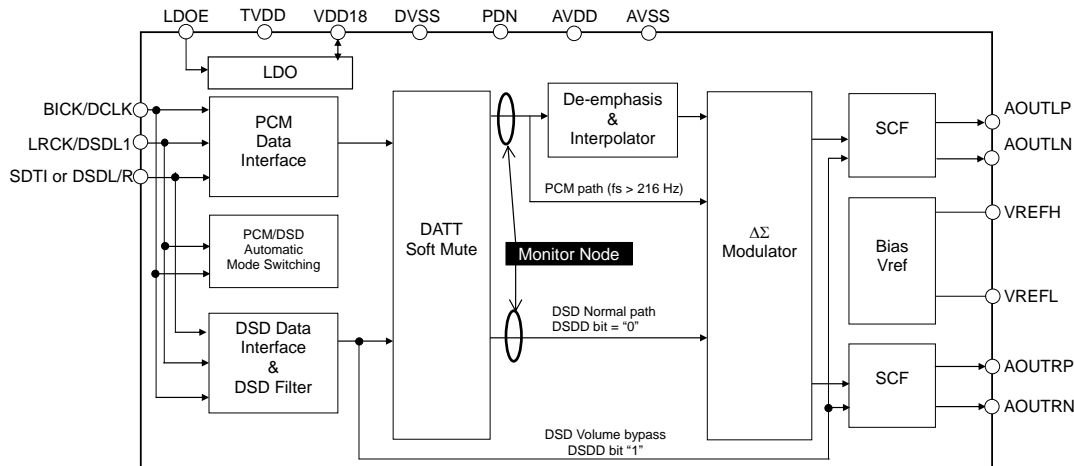 LDOE
TVDD
VDD18
DVSS
PDN
AVDD
AVSS
LDO
BICK/DCLK
LRCK/DSDL1
SDTI or DSDL/R
PCM
Data
Interface
PCM/DSD
Automatic
Mode Switching
DSD Data
Interface
&
DSD Filter
DATT
Soft Mute
De-emphasis
&
Interpolator
PCM path (fs > 216 Hz)
Monitor Node
DSD Normal path
DSDD bit = “0”
DSD Volume bypass
DSDD bit “1”
ΔΣ
Modulator
SCF
Bias
Vref
SCF
AOUTLP
AOUTLN
VREFH
VREFL
AOUTRP
AOUTRN